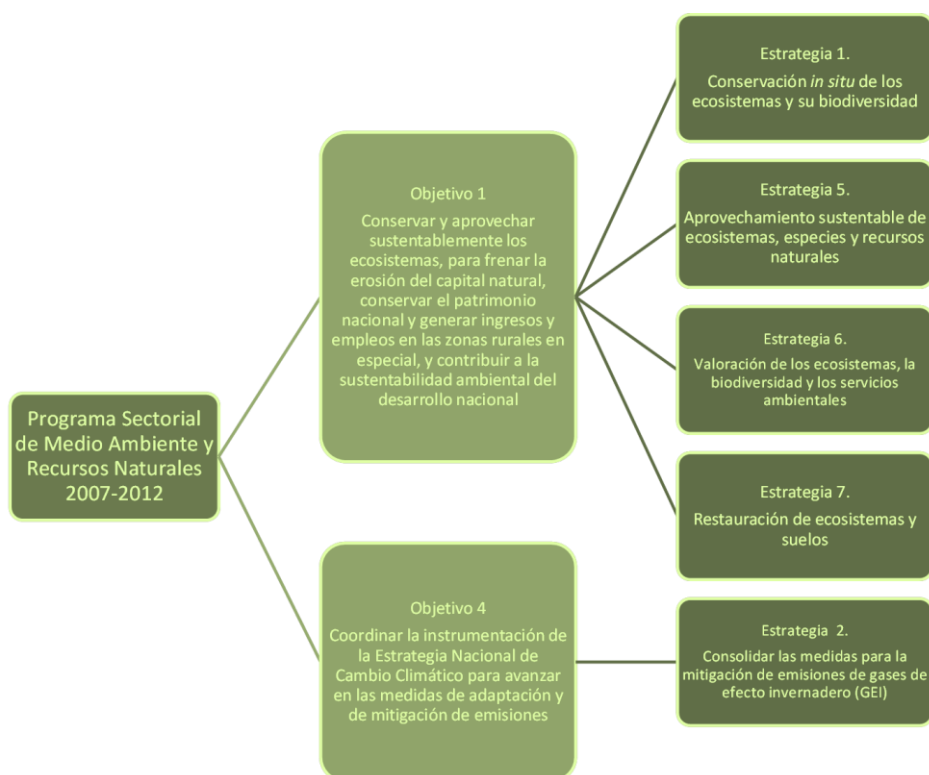 Programa Sectorial
de Medio Ambiente y
Recursos Naturales
2007-2012
Objetivo 1
Conservar y aprovechar
sustentablemente los
ecosistemas, para frenar la
erosión del capital natural,
conservar el patrimonio
nacional y generar ingresos y
empleos en las zonas rurales en
especial, y contribuir a la
sustentabilidad ambiental del
desarrollo nacional
Estrategia 1.
Conservación in situ de los
ecosistemas y su biodiversidad
Estrategia 5.
Aprovechamiento sustentable de
ecosistemas, especies y recursos
naturales
Estrategia 6.
Valoración de los ecosistemas, la
biodiversidad y los servicios
ambientales
Estrategia 7.
Restauración de ecosistemas y
suelos
Objetivo 4
Coordinar la instrumentación de
la Estrategia Nacional de
Cambio Climático para avanzar
en las medidas de adaptación y
de mitigación de emisiones
Estrategia 2.
Consolidar las medidas para la
mitigación de emisiones de gases de
efecto invernadero (GEI)